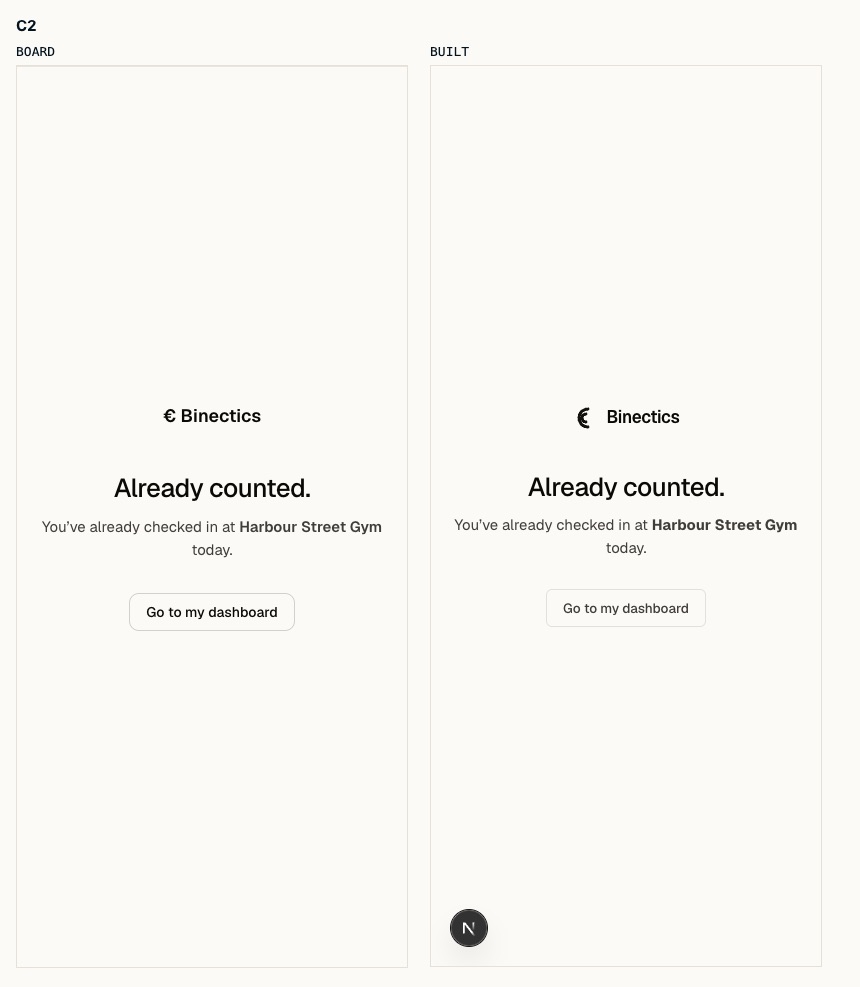 C2
BOARD
BUILT
€ Binectics
Already counted.
You've already checked in at Harbour Street Gym
today.
Go to my dashboard
Binectics
Already counted.
You've already checked in at Harbour Street Gym
today.
Go to my dashboard
N